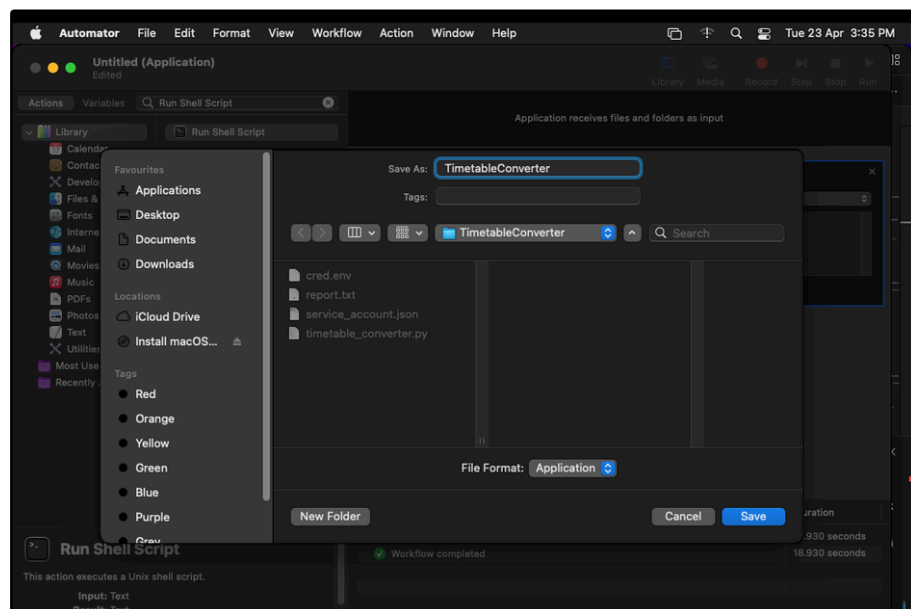 Automator File Edit Format View Workflow Action Window Help Tue 23 Apr 3:35 PM
Untitled (Application)
Edited
Library Media Record Step Stop Run
Actions Variables Run Shell Script
Application receives files and folders as input
Library
Run Shell Script
Calendar
Contac
Develo
Files &
Fonts
Interne
Mail
Movies
Music
PDFs
Photos
Text
Utilities
Most Use
Recently
Favourites
Applications
Desktop
Documents
Downloads
Locations
iCloud Drive
Install macOS...
Tags
Red
Orange
Yellow
Green
Blue
Purple
Grey
Save As: TimetableConverter
Tags:
TimetableConverter
Search
cred.env
report.txt
service_account.json
timetable_converter.py
File Format: Application
New Folder Cancel Save
uration
.930 seconds
Workflow completed 18.930 seconds
Run Shell Script
This action executes a Unix shell script.
Input: Text
Result: Text